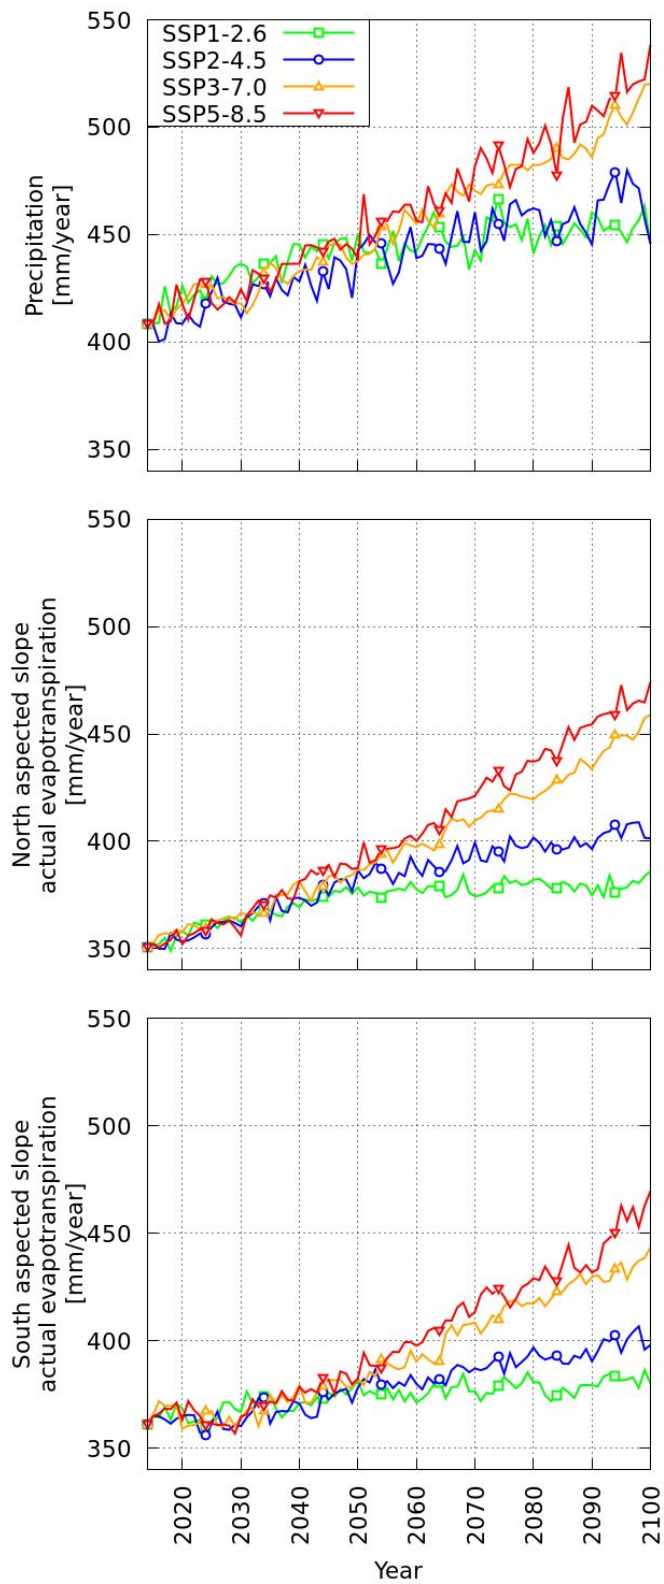 550
500
450
400
350
SSP1-2.6
SSP2-4.5
SSP3-7.0
SSP5-8.5
Precipitation
[mm/year]
550
500
450
400
350
North aspected slope
actual evapotranspiration
[mm/year]
550
500
450
400
350
South aspected slope
actual evapotranspiration
[mm/year]
2020
2030
2040
2050
2060
2070
2080
2090
2100
Year